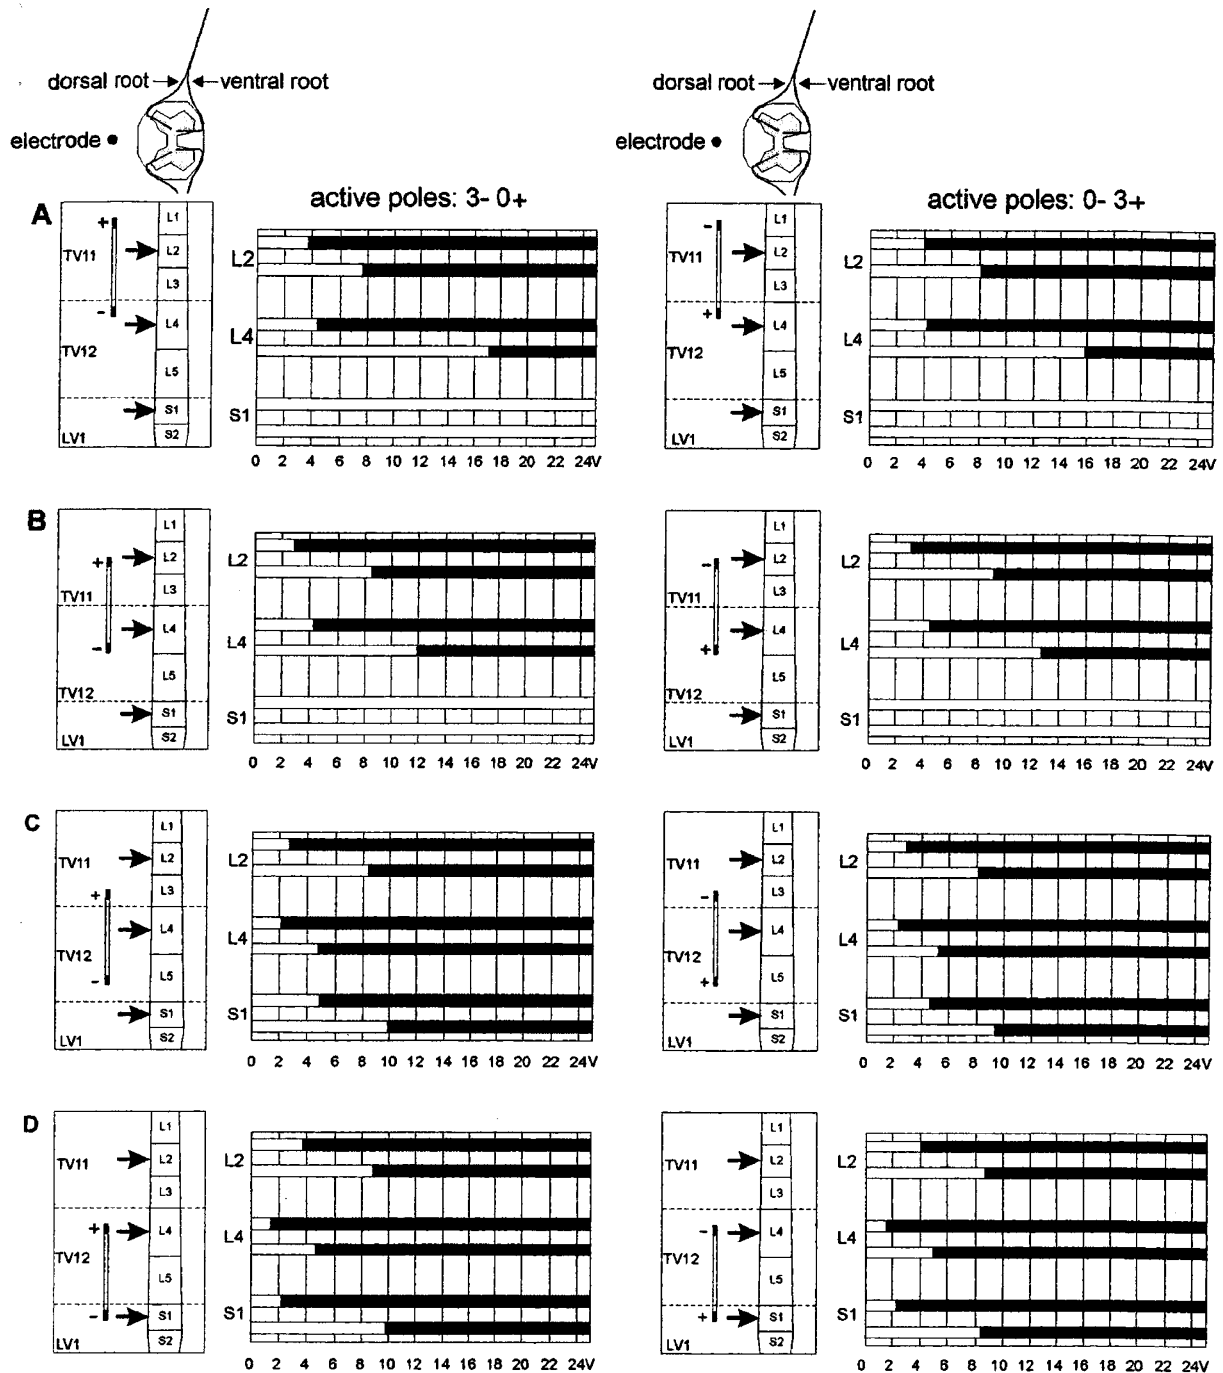 dorsal root ventral root dorsal root ventral root
electrode electrode
active poles: 3- 0+ active poles: 0- 3+
A
+ - TV11 TV12 LV1 L1 L2 L3 L4 L5 S1 S2
L2 L4 S1
0 2 4 6 8 10 12 14 16 18 20 22 24V
- + TV11 TV12 LV1 L1 L2 L3 L4 L5 S1 S2
L2 L4 S1
0 2 4 6 8 10 12 14 16 18 20 22 24V
B
+ - TV11 TV12 LV1 L1 L2 L3 L4 L5 S1 S2
L2 L4 S1
0 2 4 6 8 10 12 14 16 18 20 22 24V
- + TV11 TV12 LV1 L1 L2 L3 L4 L5 S1 S2
L2 L4 S1
0 2 4 6 8 10 12 14 16 18 20 22 24V
C
+ - TV11 TV12 LV1 L1 L2 L3 L4 L5 S1 S2
L2 L4 S1
0 2 4 6 8 10 12 14 16 18 20 22 24V
- + TV11 TV12 LV1 L1 L2 L3 L4 L5 S1 S2
L2 L4 S1
0 2 4 6 8 10 12 14 16 18 20 22 24V
D
+ - TV11 TV12 LV1 L1 L2 L3 L4 L5 S1 S2
L2 L4 S1
0 2 4 6 8 10 12 14 16 18 20 22 24V
- + TV11 TV12 LV1 L1 L2 L3 L4 L5 S1 S2
L2 L4 S1
0 2 4 6 8 10 12 14 16 18 20 22 24V